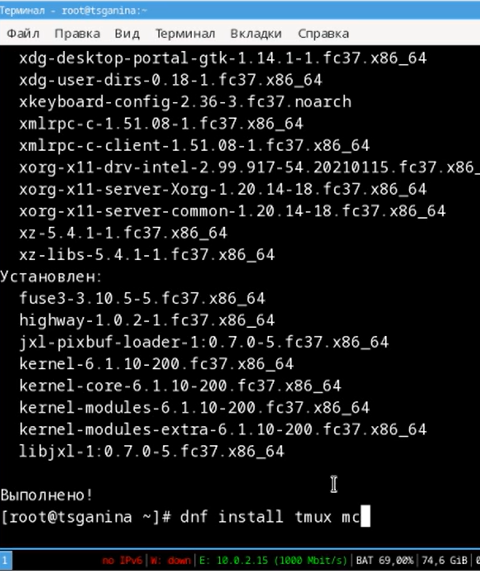 Терминал - root@tsganina:~
Файл Правка Вид Терминал Вкладки Справка
xdg-desktop-portal-gtk-1.14.1-1.fc37.x86_64
xdg-user-dirs-0.18-1.fc37.x86_64
xkeyboard-config-2.36-3.fc37.noarch
xmlrpc-c-1.51.08-1.fc37.x86_64
xmlrpc-c-client-1.51.08-1.fc37.x86_64
xorg-x11-drv-intel-2.99.917-54.20210115.fc37.x86_
xorg-x11-server-Xorg-1.20.14-18.fc37.x86_64
xorg-x11-server-common-1.20.14-18.fc37.x86_64
xz-5.4.1-1.fc37.x86_64
xz-libs-5.4.1-1.fc37.x86_64
Установлен:
fuse3-3.10.5-5.fc37.x86_64
highway-1.0.2-1.fc37.x86_64
jxl-pixbuf-loader-1:0.7.0-5.fc37.x86_64
kernel-6.1.10-200.fc37.x86_64
kernel-core-6.1.10-200.fc37.x86_64
kernel-modules-6.1.10-200.fc37.x86_64
kernel-modules-extra-6.1.10-200.fc37.x86_64
libjxl-1:0.7.0-5.fc37.x86_64
Выполнено!
[root@tsganina ~]# dnf install tmux mc
1 no IPv6|W: down|E: 10.0.2.15 (1000 Mbit/s)|BAT 69,00%|74,6 GiB|0